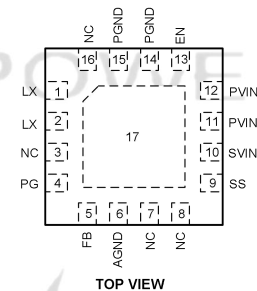 NC PGND PGND EN
16 15 14 13
LX 1 12 PVIN
LX 2 11 PVIN
17
NC 3 10 SVIN
PG 4 9 SS
5 6 7 8
FB AGND NC NC
TOP VIEW